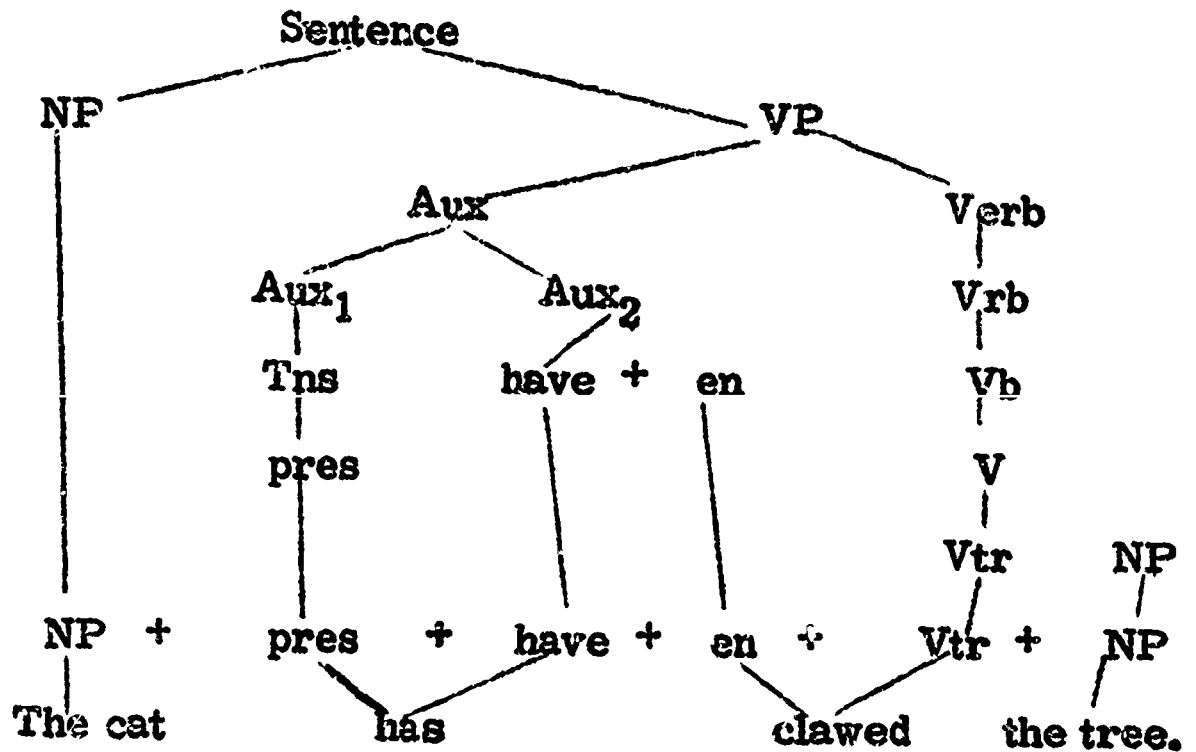 Sentence
NP VP
Aux Verb
Aux1 Aux2 Vrb
Tns have + en Vb
pres V
Vtr NP
NP + pres + have + en + Vtr + NP
The cat has clawed the tree.